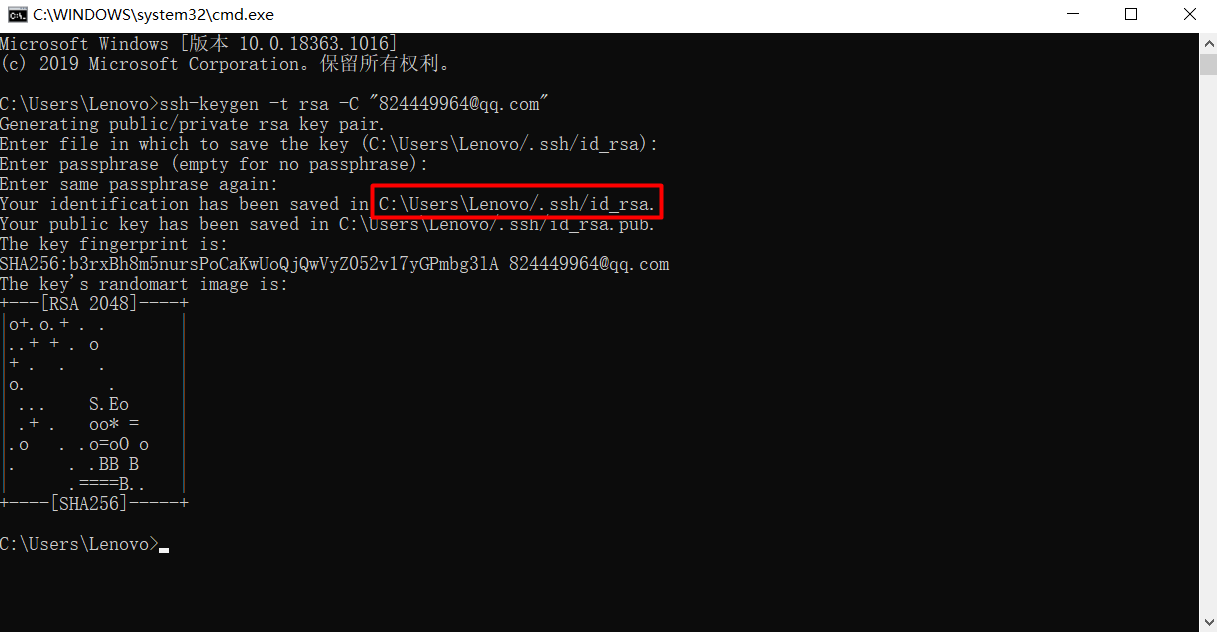 C:\WINDOWS\system32\cmd.exe
Microsoft Windows [版本 10.0.18363.1016]
(c) 2019 Microsoft Corporation。保留所有权利。
C:\Users\Lenovo>ssh-keygen -t rsa -C "824449964@qq.com"
Generating public/private rsa key pair.
Enter file in which to save the key (C:\Users\Lenovo/.ssh/id_rsa):
Enter passphrase (empty for no passphrase):
Enter same passphrase again:
Your identification has been saved in C:\Users\Lenovo/.ssh/id_rsa.
Your public key has been saved in C:\Users\Lenovo/.ssh/id_rsa.pub.
The key fingerprint is:
SHA256:b3rxBh8m5nursPoCaKwUoQjQwVyZ052vl7yGPmbg3lA 824449964@qq.com
The key's randomart image is:
+---[RSA 2048]----+
|o+.o.+ . .       |
|..+ + . o        |
|+ .  .   .       |
|o.        .      |
| ...    S.Eo     |
| .+ .   oo* =    |
|.o   . .o=oO o   |
|.     . .BB B    |
|      .====B..   |
+----[SHA256]-----+
C:\Users\Lenovo>